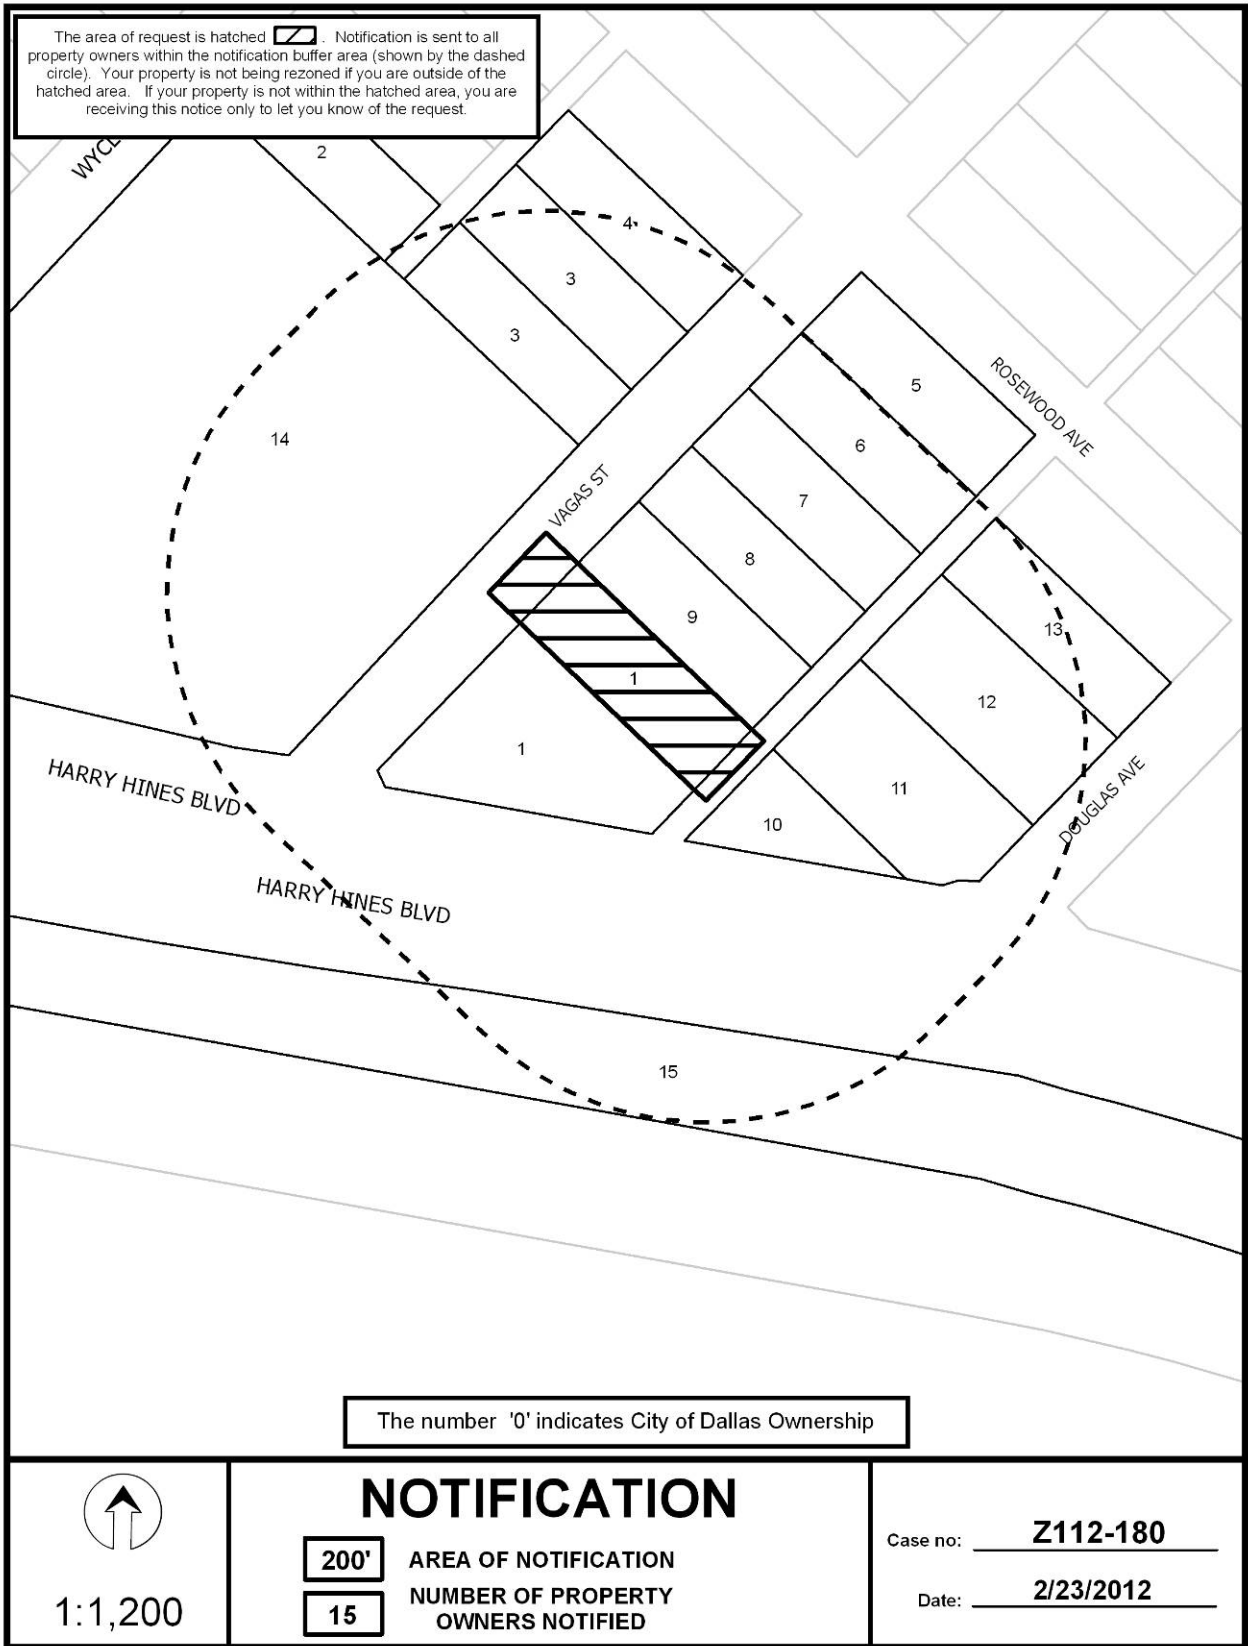 The area of request is hatched . Notification is sent to all
property owners within the notification buffer area (shown by the dashed
circle). Your property is not being rezoned if you are outside of the
hatched area. If your property is not within the hatched area, you are
receiving this notice only to let you know of the request.
2
4
3
3
5
ROSEWOOD AVE
6
14
7
VAGAS ST
8
9
13
1
12
1
HARRY HINES BLVD
11
DOUGLAS AVE
10
HARRY HINES BLVD
15
The number '0' indicates City of Dallas Ownership
1:1,200
NOTIFICATION
200' AREA OF NOTIFICATION
15 NUMBER OF PROPERTY
OWNERS NOTIFIED
Case no: Z112-180
Date: 2/23/2012